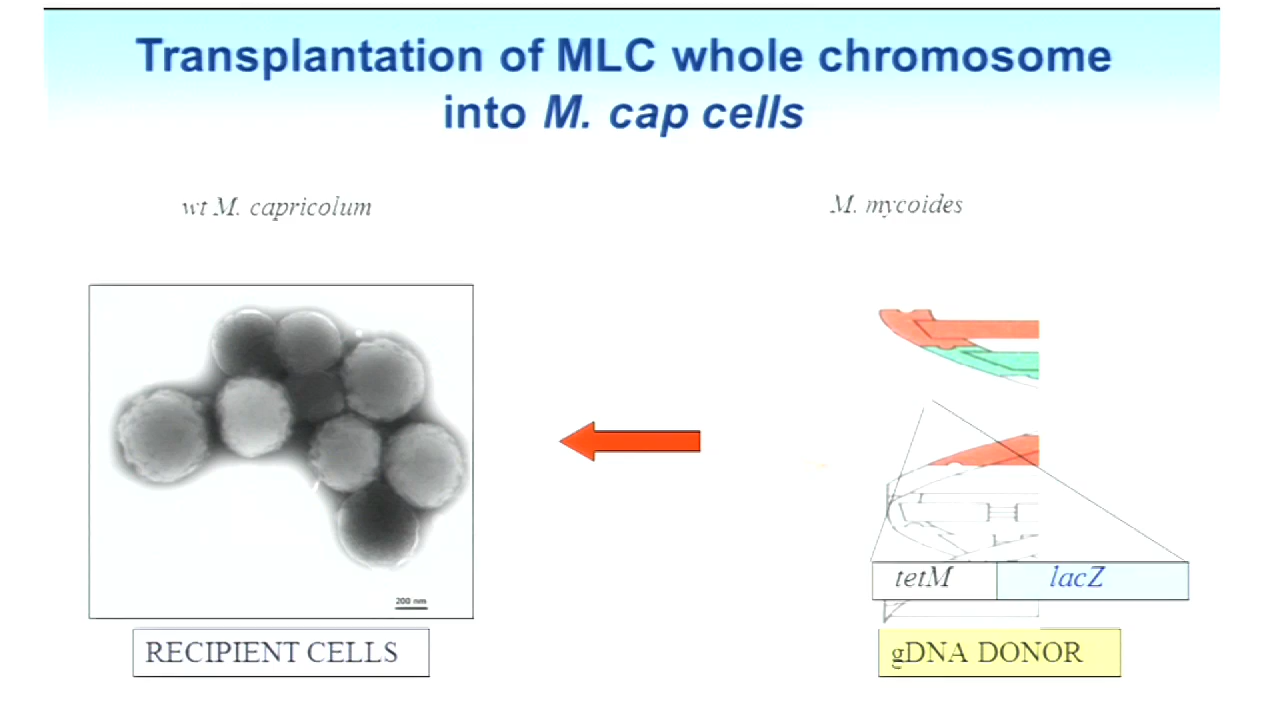 Transplantation of MLC whole chromosome
into M. cap cells
wt M. capricolum
M. mycoides
200 nm
tetM
lacZ
RECIPIENT CELLS
gDNA DONOR